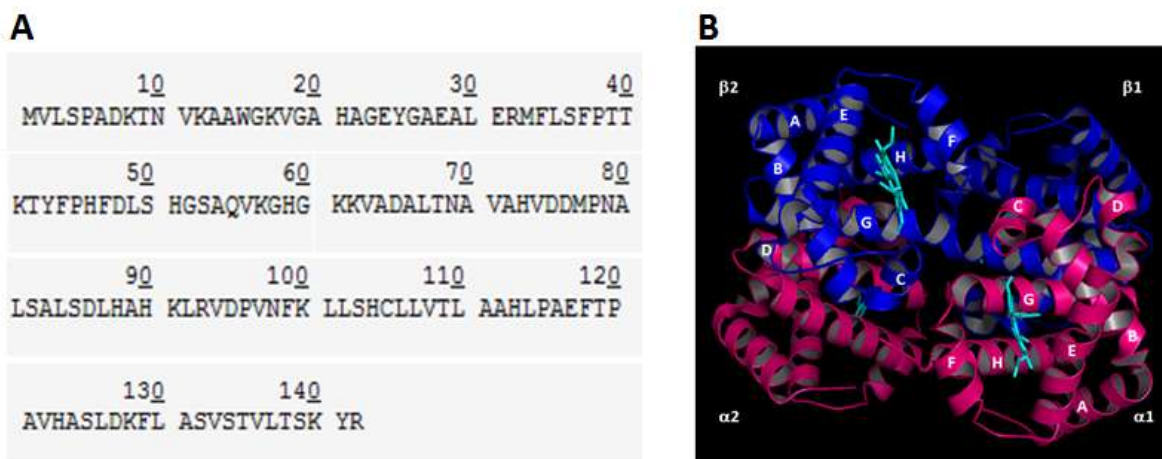 A
10 20 30 40
MVLSPADKTN VKAAWGKVGA HAGEYGAEAL ERMFLSFPTT
50 60 70 80
KTYFPHFDLS HGSAQVKGHG KKVADALTNA VAHVDDMPNA
90 100 110 120
LSALSDLHAH KLRVDPVNFK LLSHCLLVTL AAHLPAEFTP
130 140
AVHASLDKFL ASVSTVLTSK YR
B
β2 β1
A E H F
B
C D
G
D
C
G
F H E B
A
α2 α1